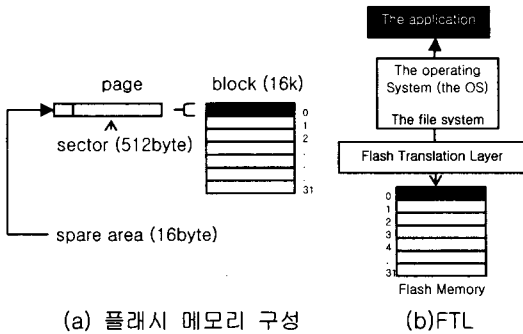 page
block (16k)
sector (512byte)
0
1
2
.
.
.
31
spare area (16byte)
(a) 플래시 메모리 구성
The application
The operating
System (the OS)
The file system
Flash Translation Layer
0
1
2
3
4
.
31
Flash Memory
(b)FTL